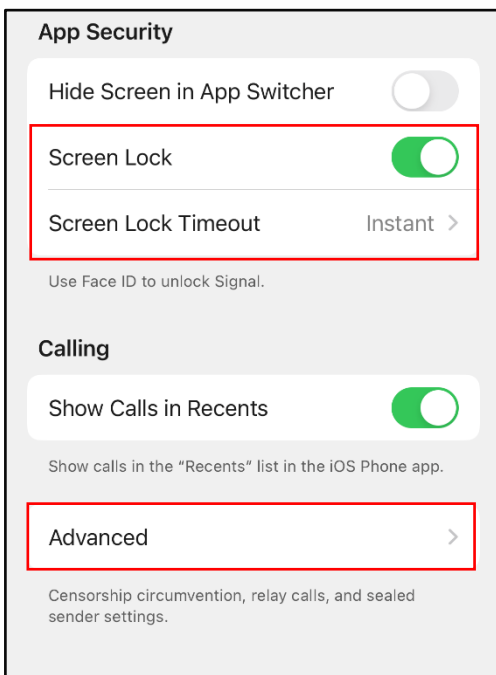 App Security
Hide Screen in App Switcher
Screen Lock
Screen Lock Timeout Instant
Use Face ID to unlock Signal.
Calling
Show Calls in Recents
Show calls in the “Recents” list in the iOS Phone app.
Advanced
Censorship circumvention, relay calls, and sealed
sender settings.